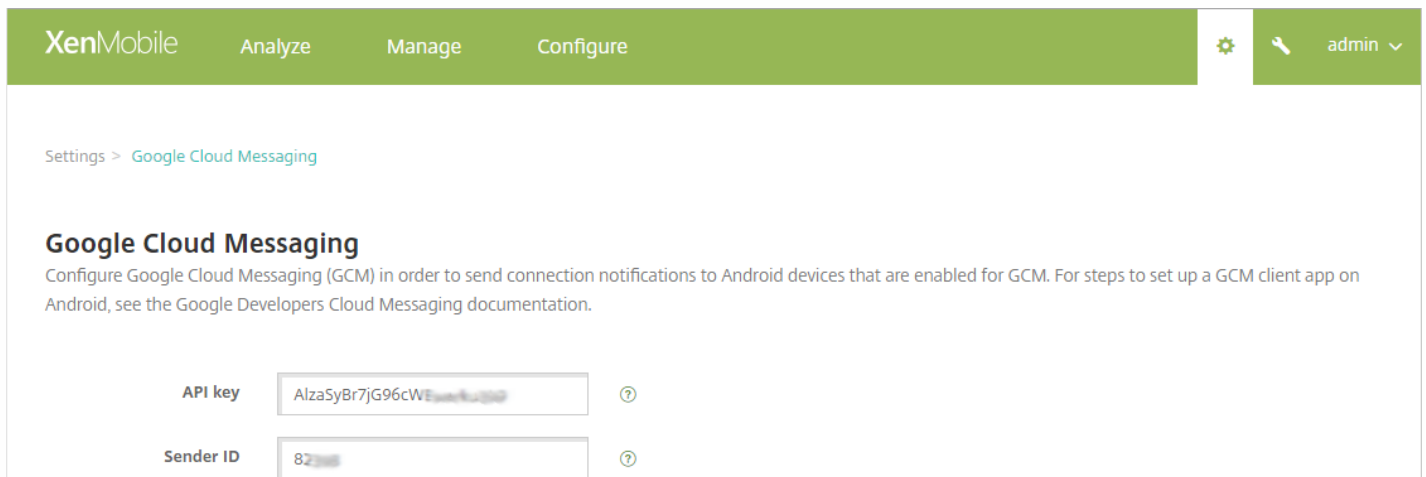 XenMobile Analyze Manage Configure admin
Settings > Google Cloud Messaging
Google Cloud Messaging
Configure Google Cloud Messaging (GCM) in order to send connection notifications to Android devices that are enabled for GCM. For steps to set up a GCM client app on
Android, see the Google Developers Cloud Messaging documentation.
API key
Sender ID